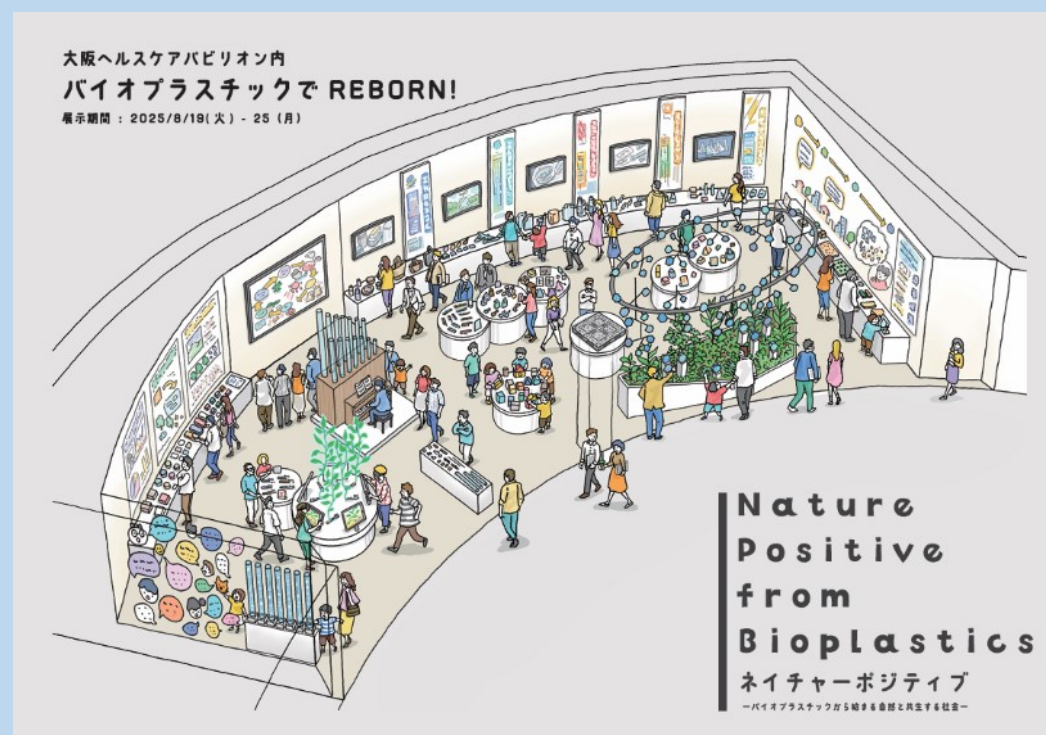 大阪ヘルスケアパビリオン内
バイオプラスチックで REBORN!
展示期間 : 2025/8/19(火) - 25 (月)
Nature
Positive
from
Bioplastics
ネイチャーポジティブ
ーバイオプラスチックから始まる自然と共生する社会ー